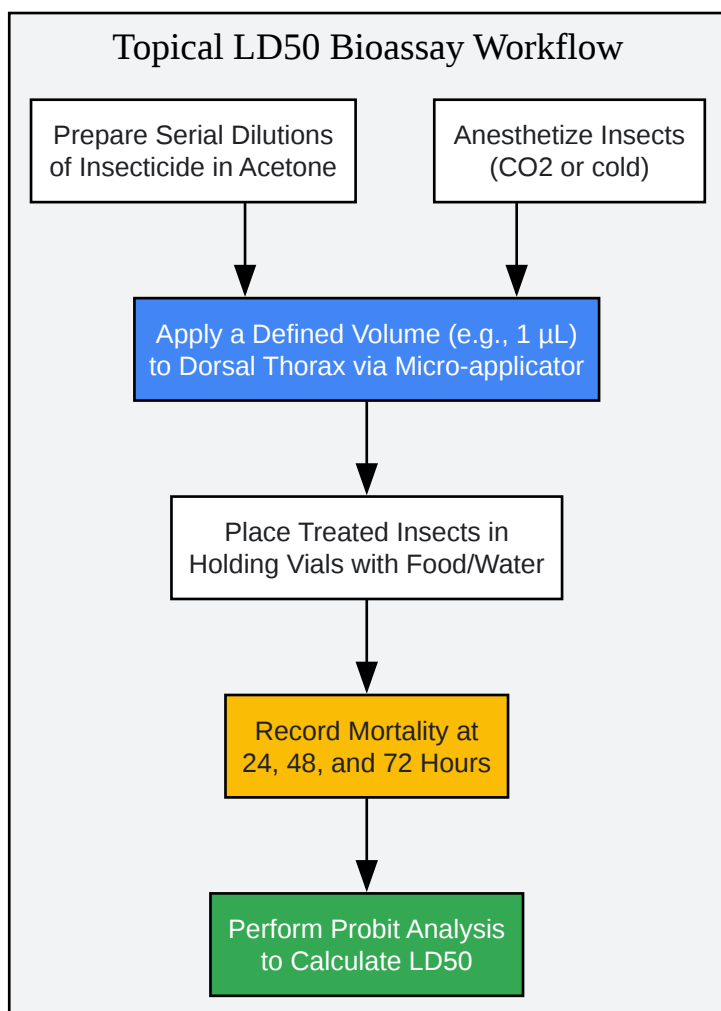 Topical LD50 Bioassay Workflow
Prepare Serial Dilutions
of Insecticide in Acetone
Anesthetize Insects
(CO2 or cold)
Apply a Defined Volume (e.g., 1 µL)
to Dorsal Thorax via Micro-applicator
Place Treated Insects in
Holding Vials with Food/Water
Record Mortality at
24, 48, and 72 Hours
Perform Probit Analysis
to Calculate LD50